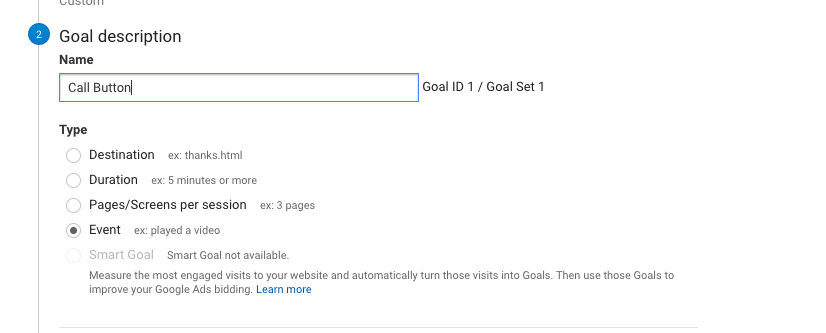 Custom
2 Goal description
Name
Call Button Goal ID 1 / Goal Set 1
Type
Destination ex: thanks.html
Duration ex: 5 minutes or more
Pages/Screens per session ex: 3 pages
Event ex: played a video
Smart Goal Smart Goal not available.
Measure the most engaged visits to your website and automatically turn those visits into Goals. Then use those Goals to
improve your Google Ads bidding. Learn more